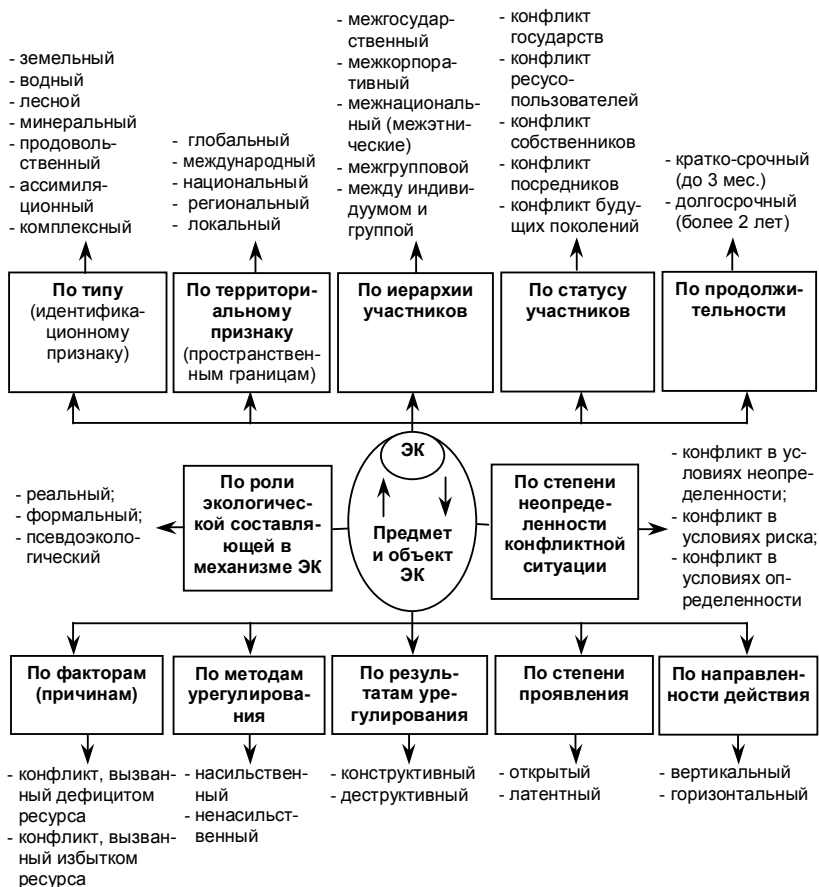 - земельный
- водный
- лесной
- минеральный
- продоволь-
ственный
- ассимиля-
ционный
- комплексный
- глобальный
- международный
- национальный
- региональный
- локальный
- межгосудар-
ственный
- межкорпора-
тивный
- межнациональ-
ный (межэтни-
ческие)
- межгрупповой
- между индиви-
дуумом и
группой
- конфликт
государств
- конфликт
ресусо-
пользователей
- конфликт
собственников
- конфликт
посредников
- конфликт буду-
щих поколений
- кратко-срочный
(до 3 мес.)
- долгосрочный
(более 2 лет)
По типу
(идентифика-
ционному
признаку)
По территори-
альному
признаку
(пространствен-
ным границам)
По иерархии
участников
По статусу
участников
По продолжи-
тельности
- реальный;
- формальный;
- псевдоэколо-
гический
По роли
экологичес-
кой составля-
ющей в
механизме ЭК
ЭК
Предмет
и объект
ЭК
По степени
неопреде-
ленности
конфликтной
ситуации
- конфликт в ус-
ловиях неопре-
деленности;
- конфликт в
условиях риска;
- конфликт в
условиях оп-
ределенности
По факторам
(причинам)
По методам
урегулирова-
ния
По резуль-
татам уре-
гулирования
По степени
проявления
По направлен-
ности действия
- конфликт, вызван-
ный дефицитом
ресурса
- конфликт, вызван-
ный избытком
ресурса
- насильствен-
ный
- ненасильст-
венный
- конструктивный
- деструктивный
- открытый
- латентный
- вертикальный
- горизонтальный